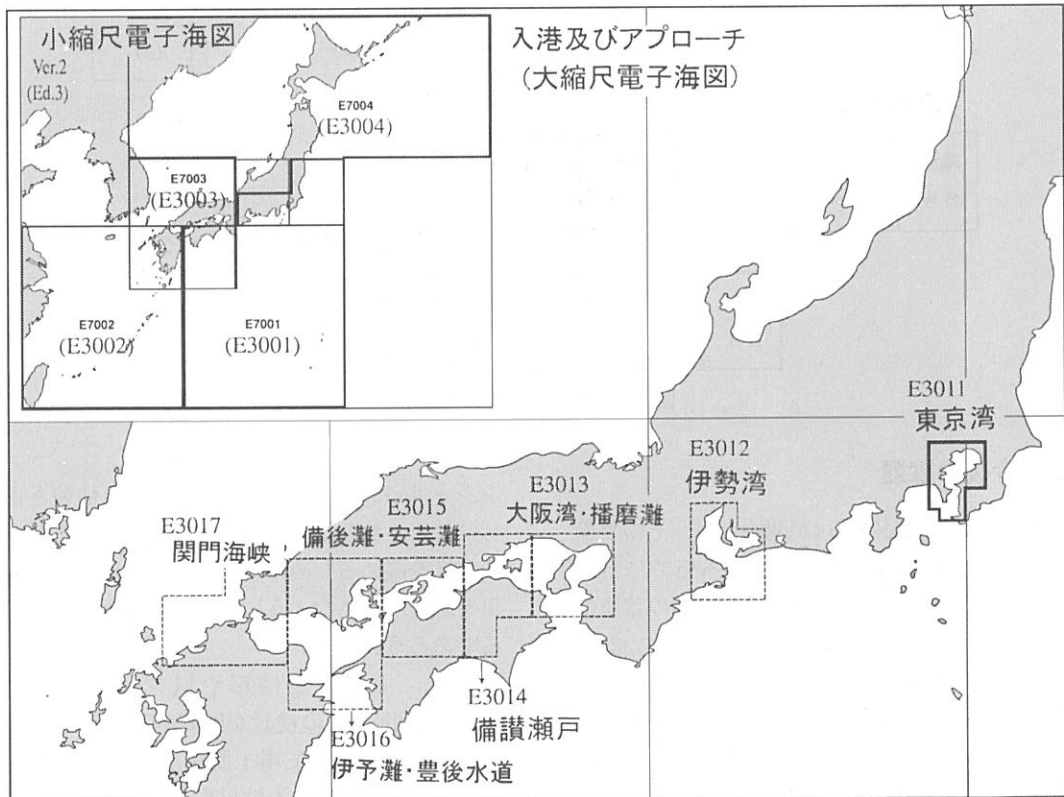 小縮尺電子海図
Ver.2
(Ed.3)
E7004
(E3004)
E7003
(E3003)
E7002
(E3002)
E7001
(E3001)
入港及びアプローチ
(大縮尺電子海図)
E3011
東京湾
E3012
伊勢湾
E3013
大阪湾・播磨灘
E3015
備後灘・安芸灘
E3017
関門海峡
E3014
備讃瀬戸
E3016
伊予灘・豊後水道